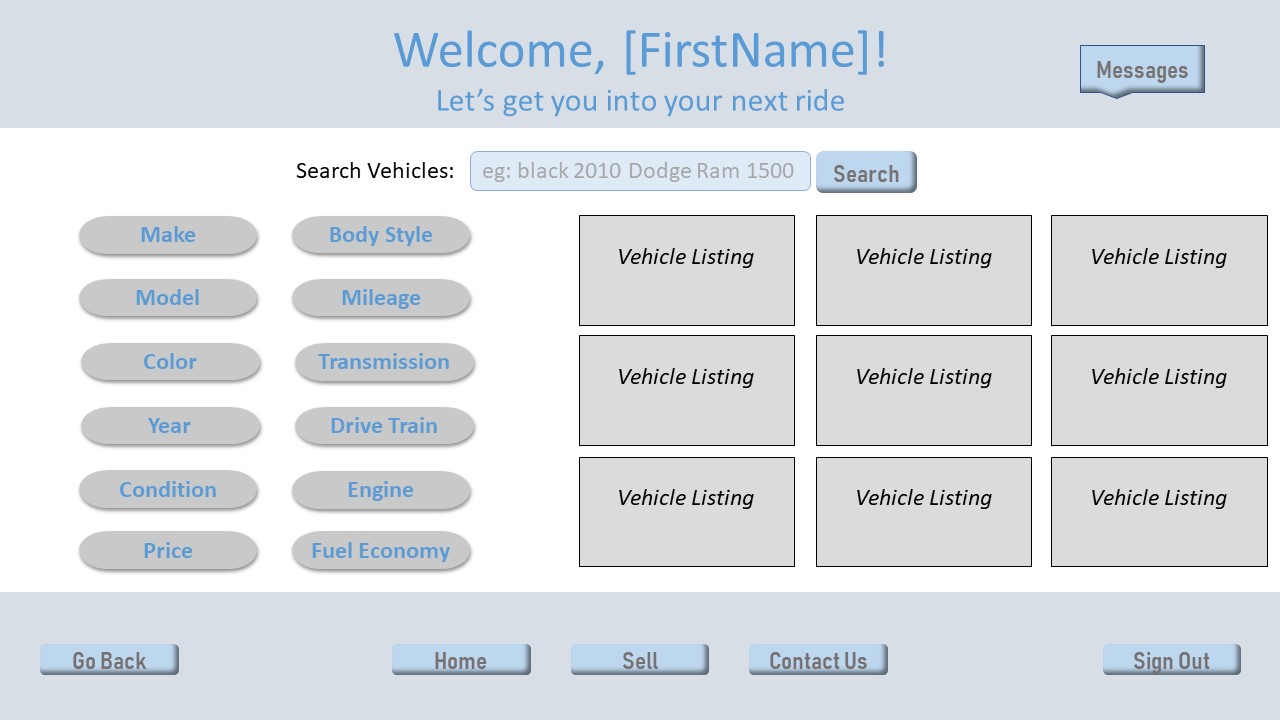 Welcome, [FirstName]!
Let’s get you into your next ride
Messages
Search Vehicles:
eg: black 2010 Dodge Ram 1500
Search
Make
Body Style
Vehicle Listing
Vehicle Listing
Vehicle Listing
Model
Mileage
Color
Transmission
Vehicle Listing
Vehicle Listing
Vehicle Listing
Year
Drive Train
Condition
Engine
Vehicle Listing
Vehicle Listing
Vehicle Listing
Price
Fuel Economy
Go Back
Home
Sell
Contact Us
Sign Out